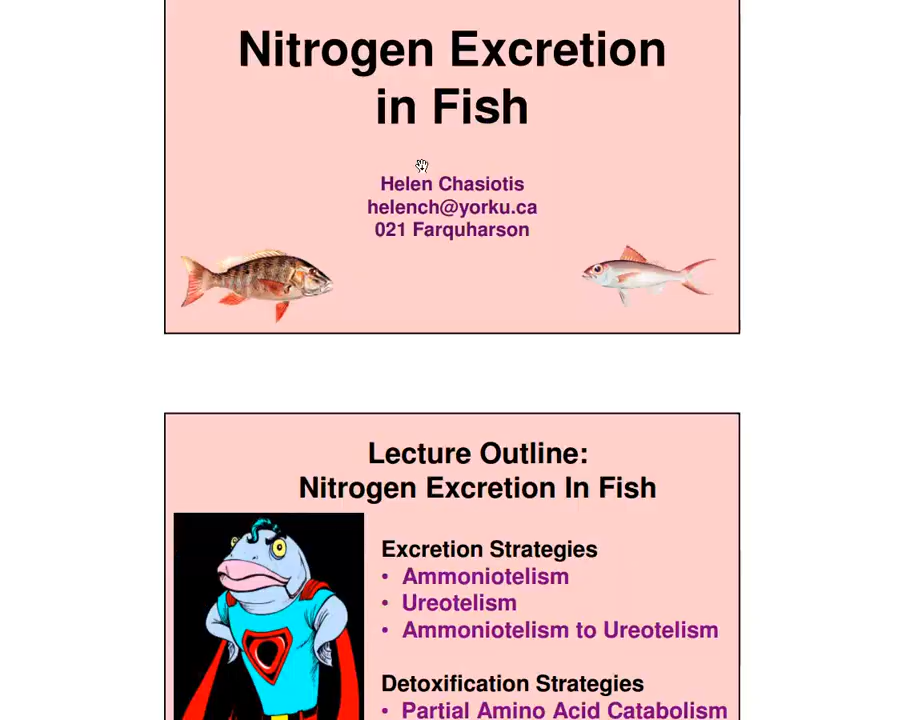 Nitrogen Excretion
in Fish
Helen Chasiotis
helench@yorku.ca
021 Farquharson
Lecture Outline:
Nitrogen Excretion In Fish
Excretion Strategies
• Ammoniotelism
• Ureotelism
• Ammoniotelism to Ureotelism
Detoxification Strategies
• Partial Amino Acid Catabolism